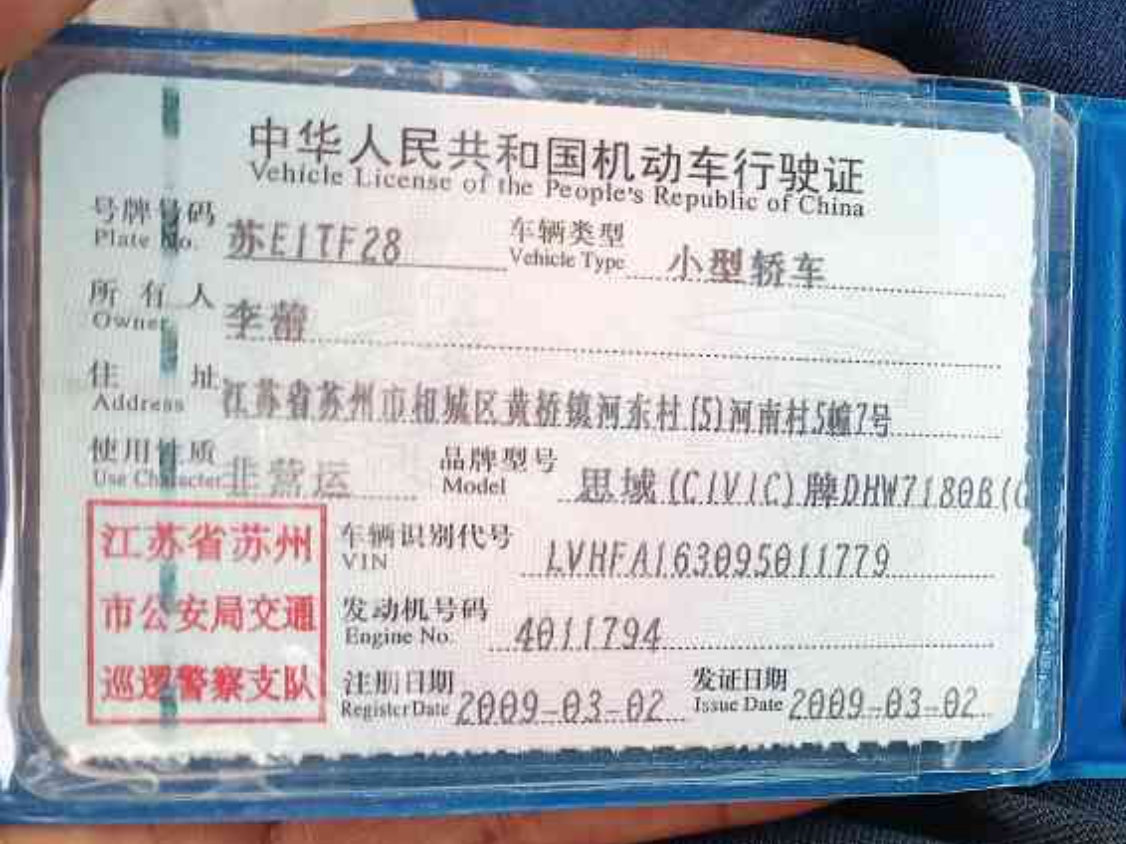 中华人民共和国机动车行驶证
Vehicle License of the People's Republic of China
号牌号码 苏E1TF28 车辆类型 小型轿车
Plate No. Vehicle Type
所有人 李蕾
Owner
住址 江苏省苏州市相城区黄桥镇河东村(5)河南村5幢7号
Address
使用性质 非营运 品牌型号 思域(CIVIC)牌DHW7180B(C
Use Character Model
江苏省苏州
市公安局交通
巡逻警察支队
车辆识别代号 LVHFA163095011779
VIN
发动机号码 4011794
Engine No.
注册日期 2009-03-02 发证日期 2009-03-02
Register Date Issue Date